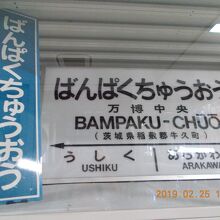 ばんぱくちゅうおう
ばんぱくちゅうおう
万博中央
BAMPAKU-CHŪŌ
(茨城県稲敷郡牛久町)
うしく
USHIKU
あらかわ
ARAKAWA
2019 02 25